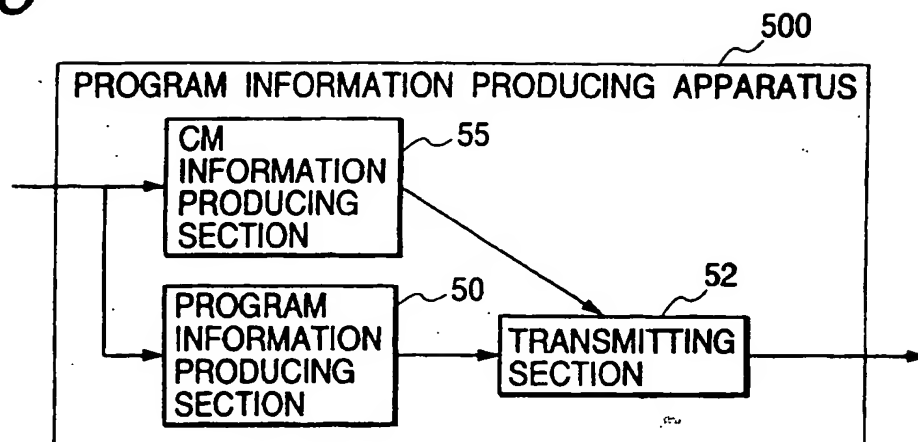 500
PROGRAM INFORMATION PRODUCING APPARATUS
CM
INFORMATION
PRODUCING
SECTION
55
PROGRAM
INFORMATION
PRODUCING
SECTION
50
TRANSMITTING
SECTION
52